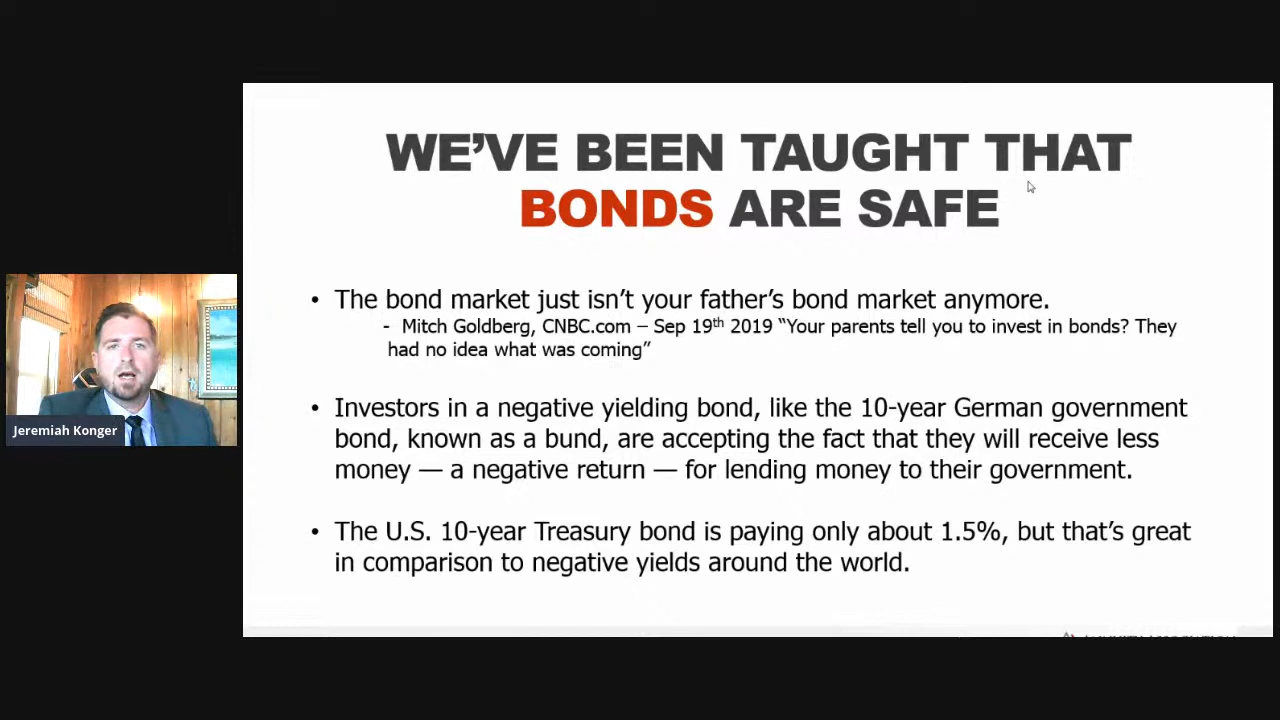 WE’VE BEEN TAUGHT THAT
BONDS ARE SAFE
• The bond market just isn’t your father’s bond market anymore.
- Mitch Goldberg, CNBC.com – Sep 19th 2019 “Your parents tell you to invest in bonds? They
had no idea what was coming”
• Investors in a negative yielding bond, like the 10-year German government
bond, known as a bund, are accepting the fact that they will receive less
money — a negative return — for lending money to their government.
• The U.S. 10-year Treasury bond is paying only about 1.5%, but that’s great
in comparison to negative yields around the world.
Jeremiah Konger